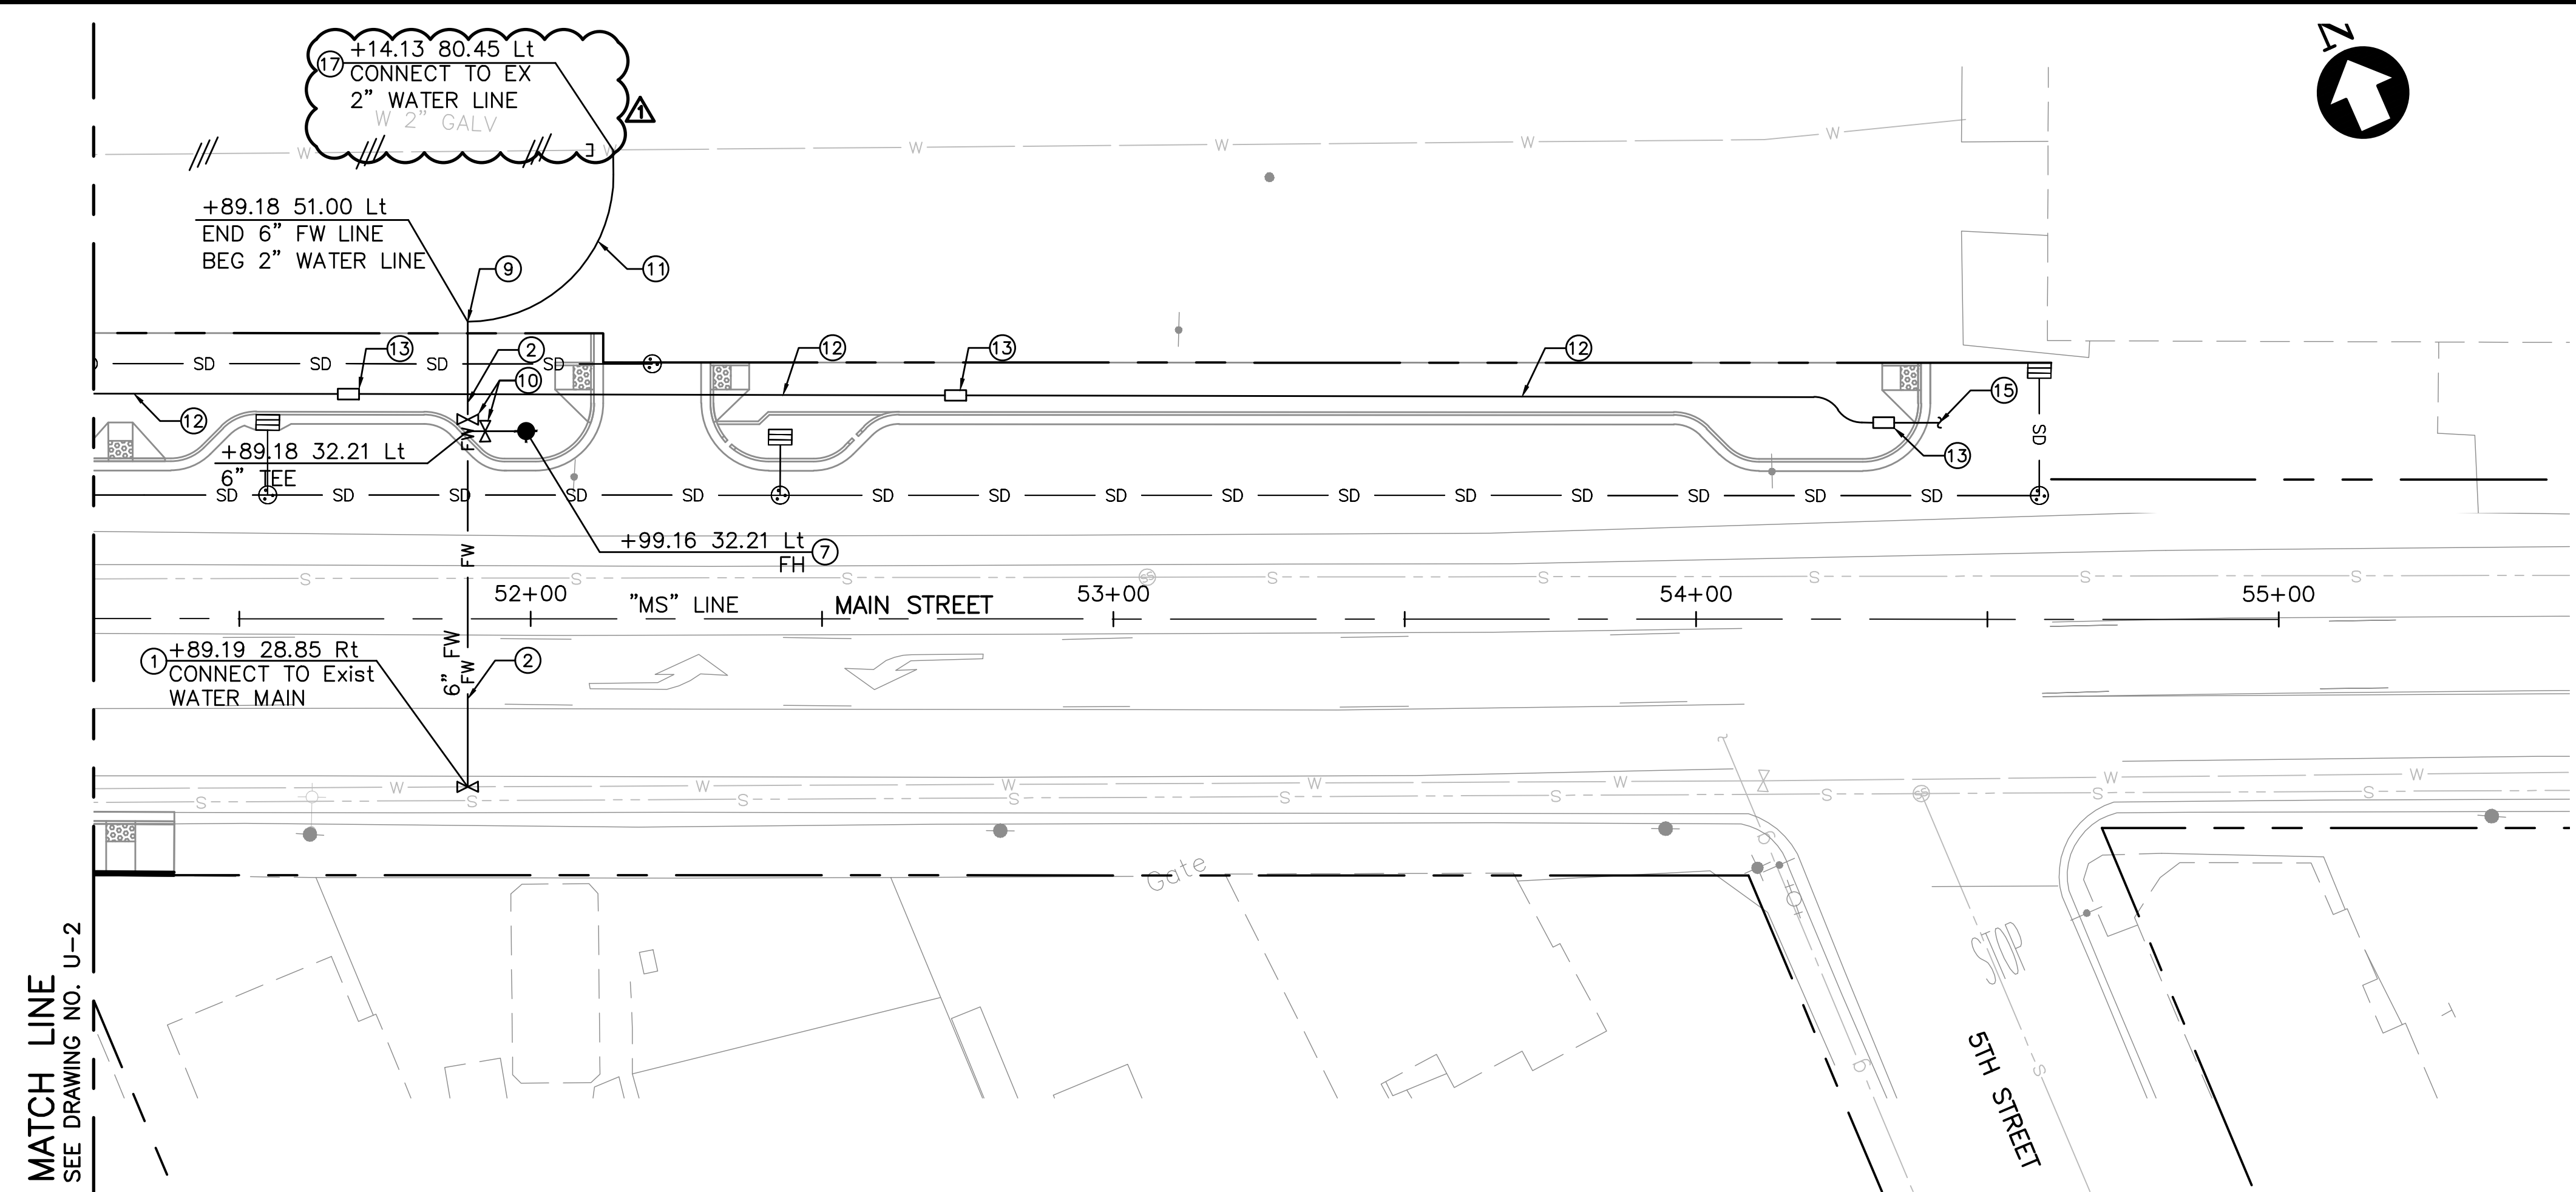 N
17
+14.13 80.45 Lt
CONNECT TO EX
2" WATER LINE
W 2" GALV
1
W W W W W W
+89.18 51.00 Lt
END 6" FW LINE
BEG 2" WATER LINE
9
11
13
2
12
13
12
SD SD SD SD
10
15
12
+89.18 32.21 Lt
6" TEE
FW
SD
13
SD SD SD SD SD SD SD SD SD SD SD SD SD SD SD
+99.16 32.21 Lt
7
FH
FW
S S S SS S S S S S
52+00
"MS" LINE
MAIN STREET
53+00
54+00
55+00
1
+89.19 28.85 Rt
CONNECT TO Exist
WATER MAIN
6" FW
FW
2
W W W W W W W
S S S S S S S SS S S
Gate
D
STOP
D
S
5TH STREET
MATCH LINE
SEE DRAWING NO. U-2